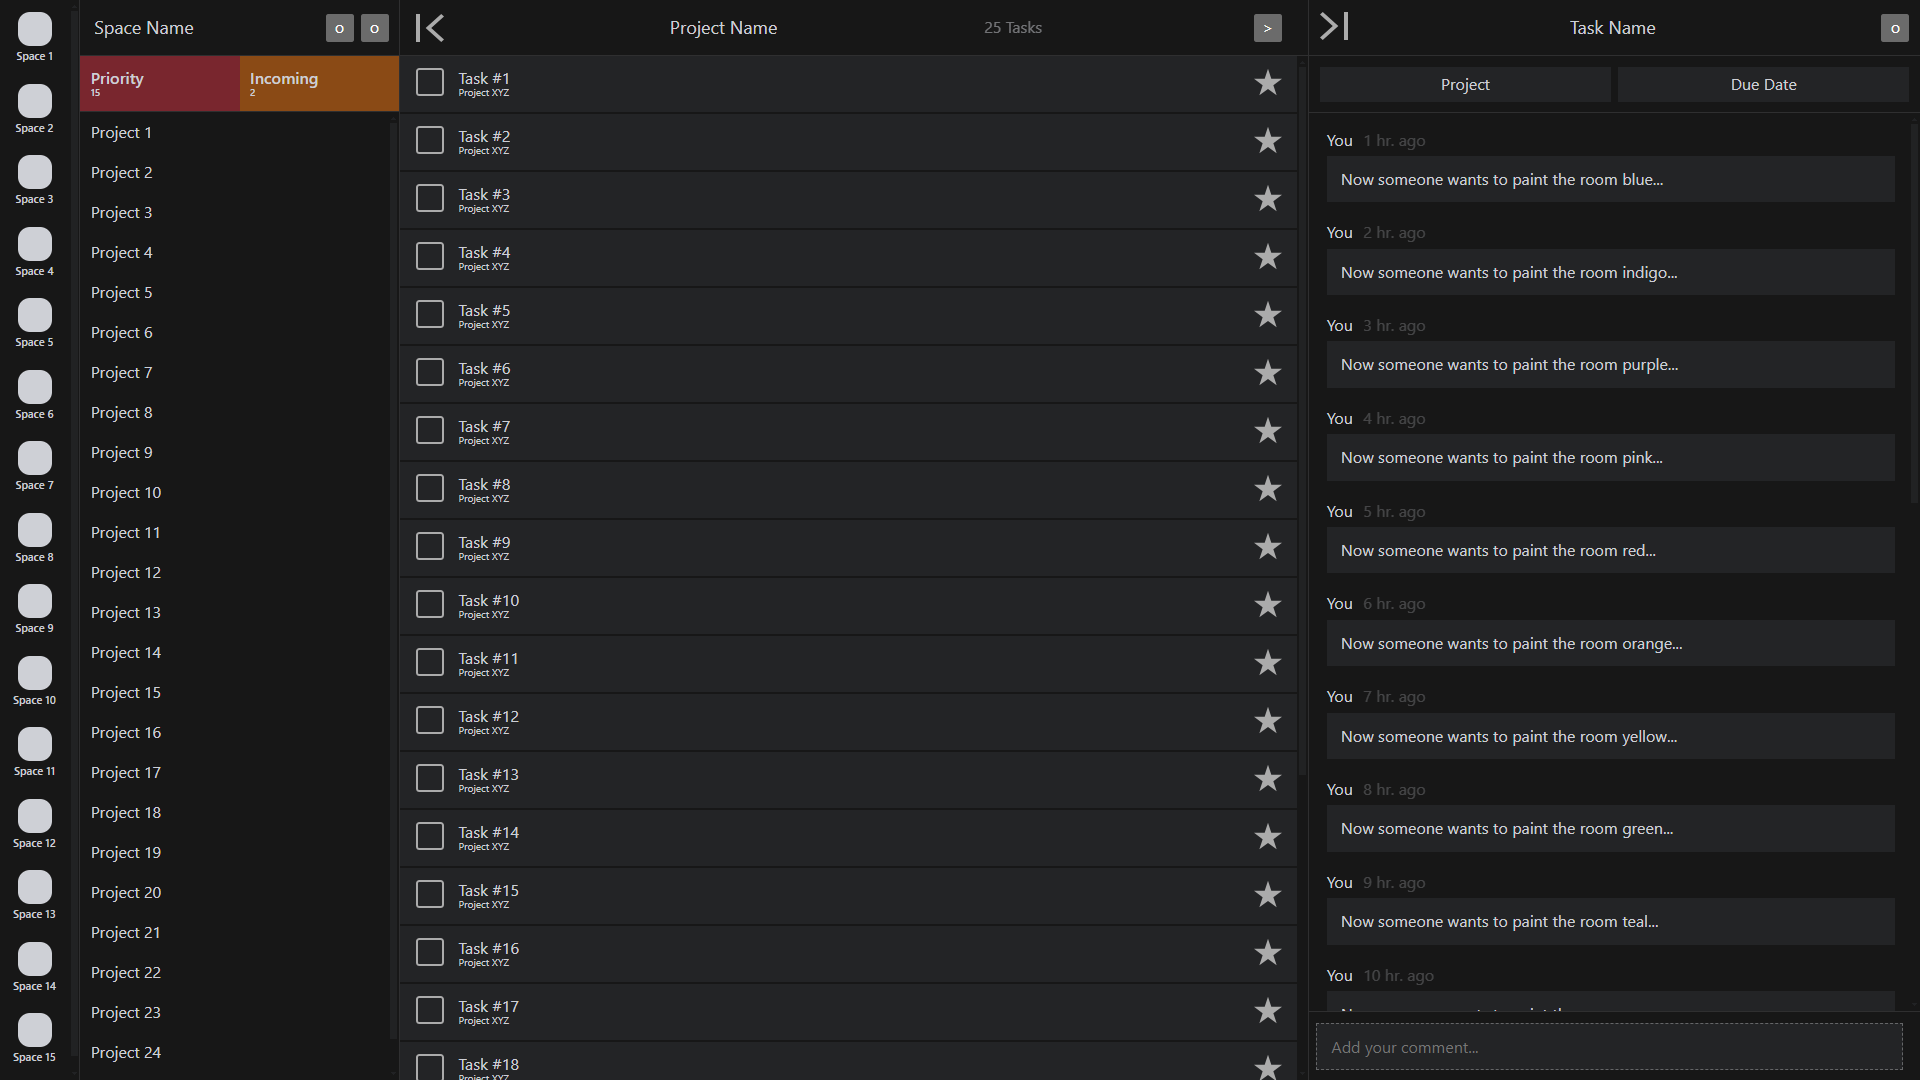 Space 1
Space 2
Space 3
Space 4
Space 5
Space 6
Space 7
Space 8
Space 9
Space 10
Space 11
Space 12
Space 13
Space 14
Space 15
Space Name
o o
Priority
15
Incoming
2
Project 1
Project 2
Project 3
Project 4
Project 5
Project 6
Project 7
Project 8
Project 9
Project 10
Project 11
Project 12
Project 13
Project 14
Project 15
Project 16
Project 17
Project 18
Project 19
Project 20
Project 21
Project 22
Project 23
Project 24
Project Name 25 Tasks >
Task #1
Project XYZ
Task #2
Project XYZ
Task #3
Project XYZ
Task #4
Project XYZ
Task #5
Project XYZ
Task #6
Project XYZ
Task #7
Project XYZ
Task #8
Project XYZ
Task #9
Project XYZ
Task #10
Project XYZ
Task #11
Project XYZ
Task #12
Project XYZ
Task #13
Project XYZ
Task #14
Project XYZ
Task #15
Project XYZ
Task #16
Project XYZ
Task #17
Project XYZ
Task #18
Project XYZ
Task Name o
Project Due Date
You 1 hr. ago
Now someone wants to paint the room blue...
You 2 hr. ago
Now someone wants to paint the room indigo...
You 3 hr. ago
Now someone wants to paint the room purple...
You 4 hr. ago
Now someone wants to paint the room pink...
You 5 hr. ago
Now someone wants to paint the room red...
You 6 hr. ago
Now someone wants to paint the room orange...
You 7 hr. ago
Now someone wants to paint the room yellow...
You 8 hr. ago
Now someone wants to paint the room green...
You 9 hr. ago
Now someone wants to paint the room teal...
You 10 hr. ago
Add your comment...